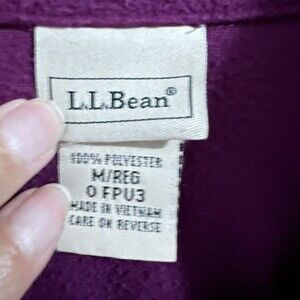 L.L.Bean®
100% POLYESTER
M/REG
0 FPU3
MADE IN VIETNAM
CARE ON REVERSE